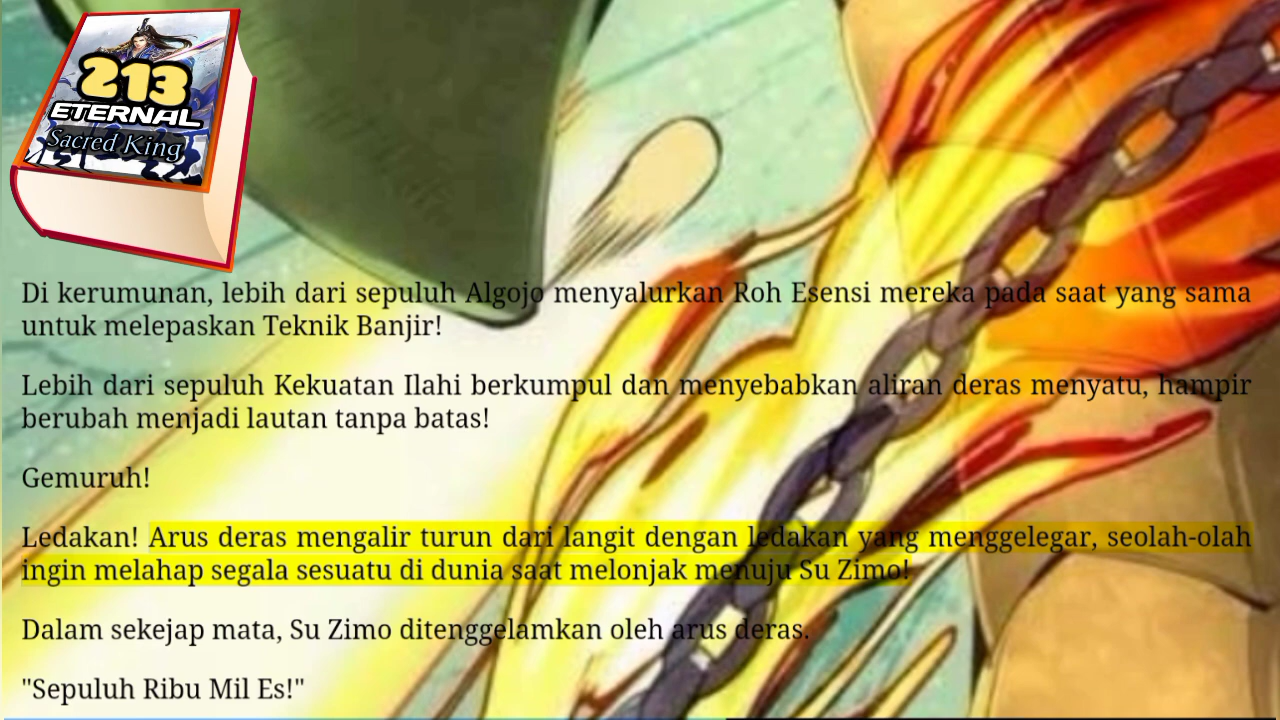 213
ETERNAL
Sacred King
Di kerumunan, lebih dari sepuluh Algojo menyalurkan Roh Esensi mereka pada saat yang sama
untuk melepaskan Teknik Banjir!
Lebih dari sepuluh Kekuatan Ilahi berkumpul dan menyebabkan aliran deras menyatu, hampir
berubah menjadi lautan tanpa batas!
Gemuruh!
Ledakan! Arus deras mengalir turun dari langit dengan ledakan yang menggelegar, seolah-olah
ingin melahap segala sesuatu di dunia saat melonjak menuju Su Zimo!
Dalam sekejap mata, Su Zimo ditenggelamkan oleh arus deras.
"Sepuluh Ribu Mil Es!"